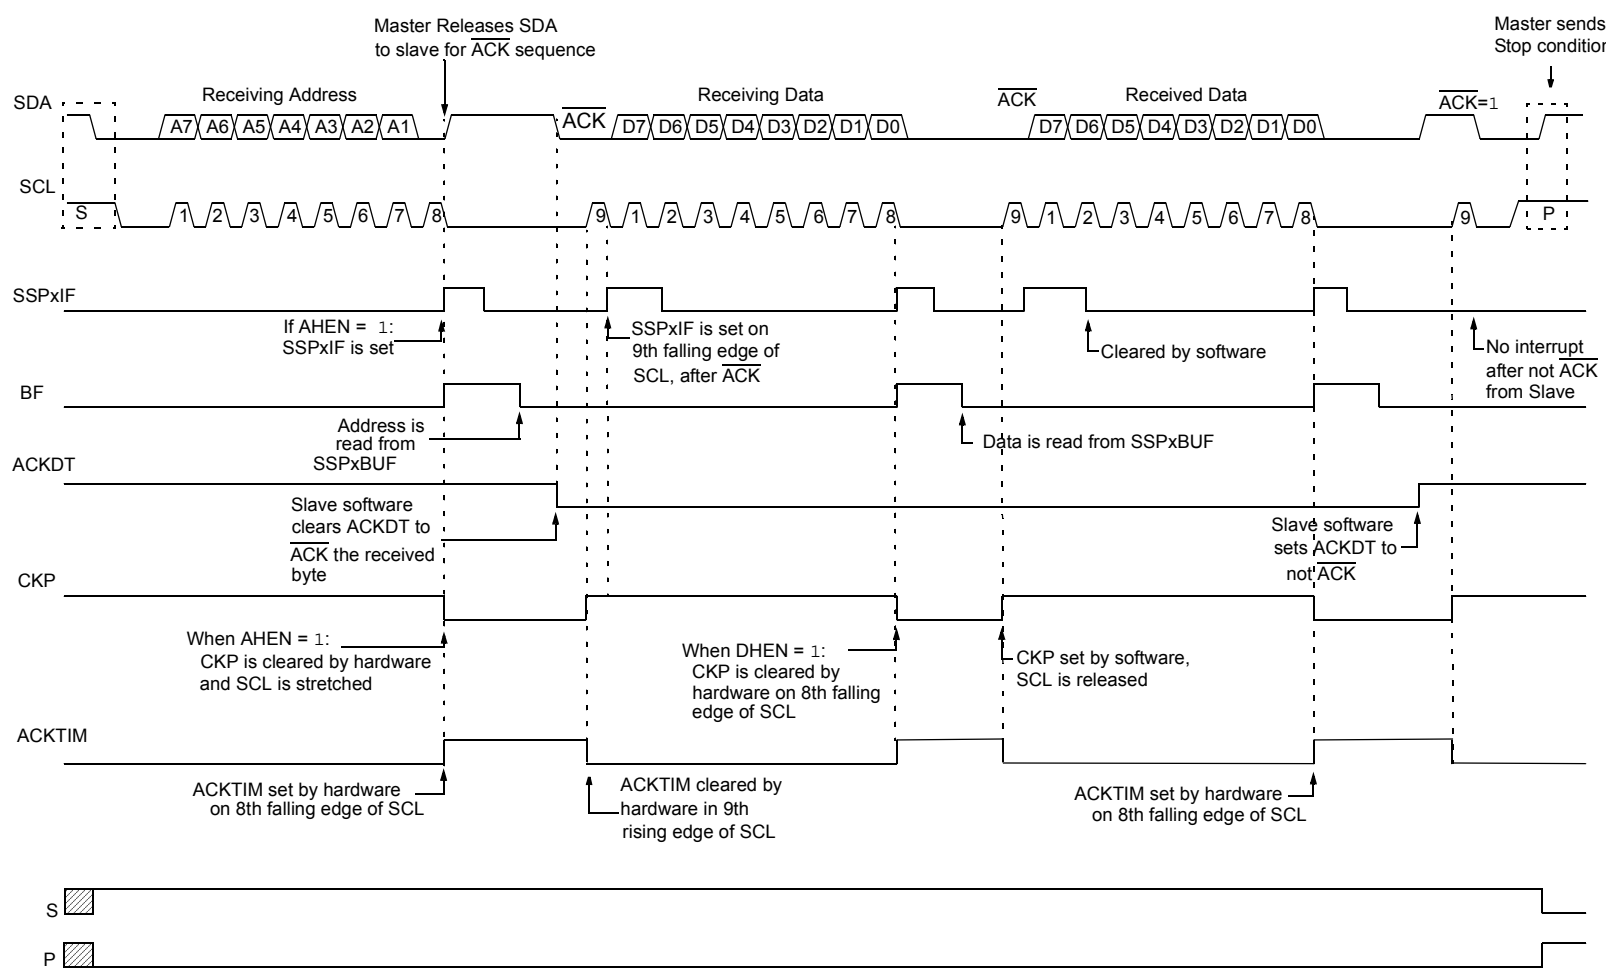 Master Releases SDA
to slave for ACK sequence
Master sends
Stop condition
SDA
Receiving Address
ACK
Receiving Data
ACK
Received Data
ACK=1
A7 A6 A5 A4 A3 A2 A1
D7 D6 D5 D4 D3 D2 D1 D0
D7 D6 D5 D4 D3 D2 D1 D0
SCL
S
1 2 3 4 5 6 7 8
9 1 2 3 4 5 6 7 8
9 1 2 3 4 5 6 7 8
9
P
SSPxIF
If AHEN = 1:
SSPxIF is set
SSPxIF is set on
9th falling edge of
SCL, after ACK
Cleared by software
No interrupt
after not ACK
from Slave
BF
Address is
read from
SSPxBUF
Data is read from SSPxBUF
ACKDT
Slave software
clears ACKDT to
ACK the received
byte
Slave software
sets ACKDT to
not ACK
CKP
When AHEN = 1:
CKP is cleared by hardware
and SCL is stretched
When DHEN = 1:
CKP is cleared by
hardware on 8th falling
edge of SCL
CKP set by software,
SCL is released
ACKTIM
ACKTIM set by hardware
on 8th falling edge of SCL
ACKTIM cleared by
hardware in 9th
rising edge of SCL
ACKTIM set by hardware
on 8th falling edge of SCL
S
P